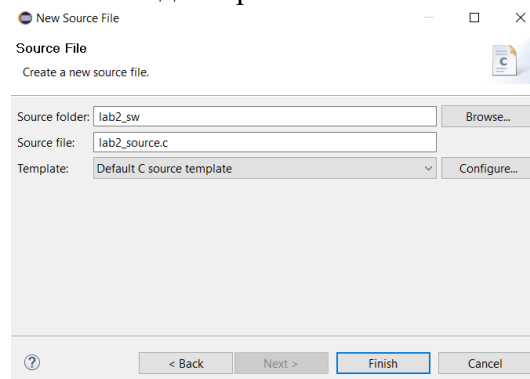 New Source File
Source File
Create a new source file.
Source folder: lab2_sw Browse...
Source file: lab2_source.c
Template: Default C source template Configure...
< Back Next > Finish Cancel